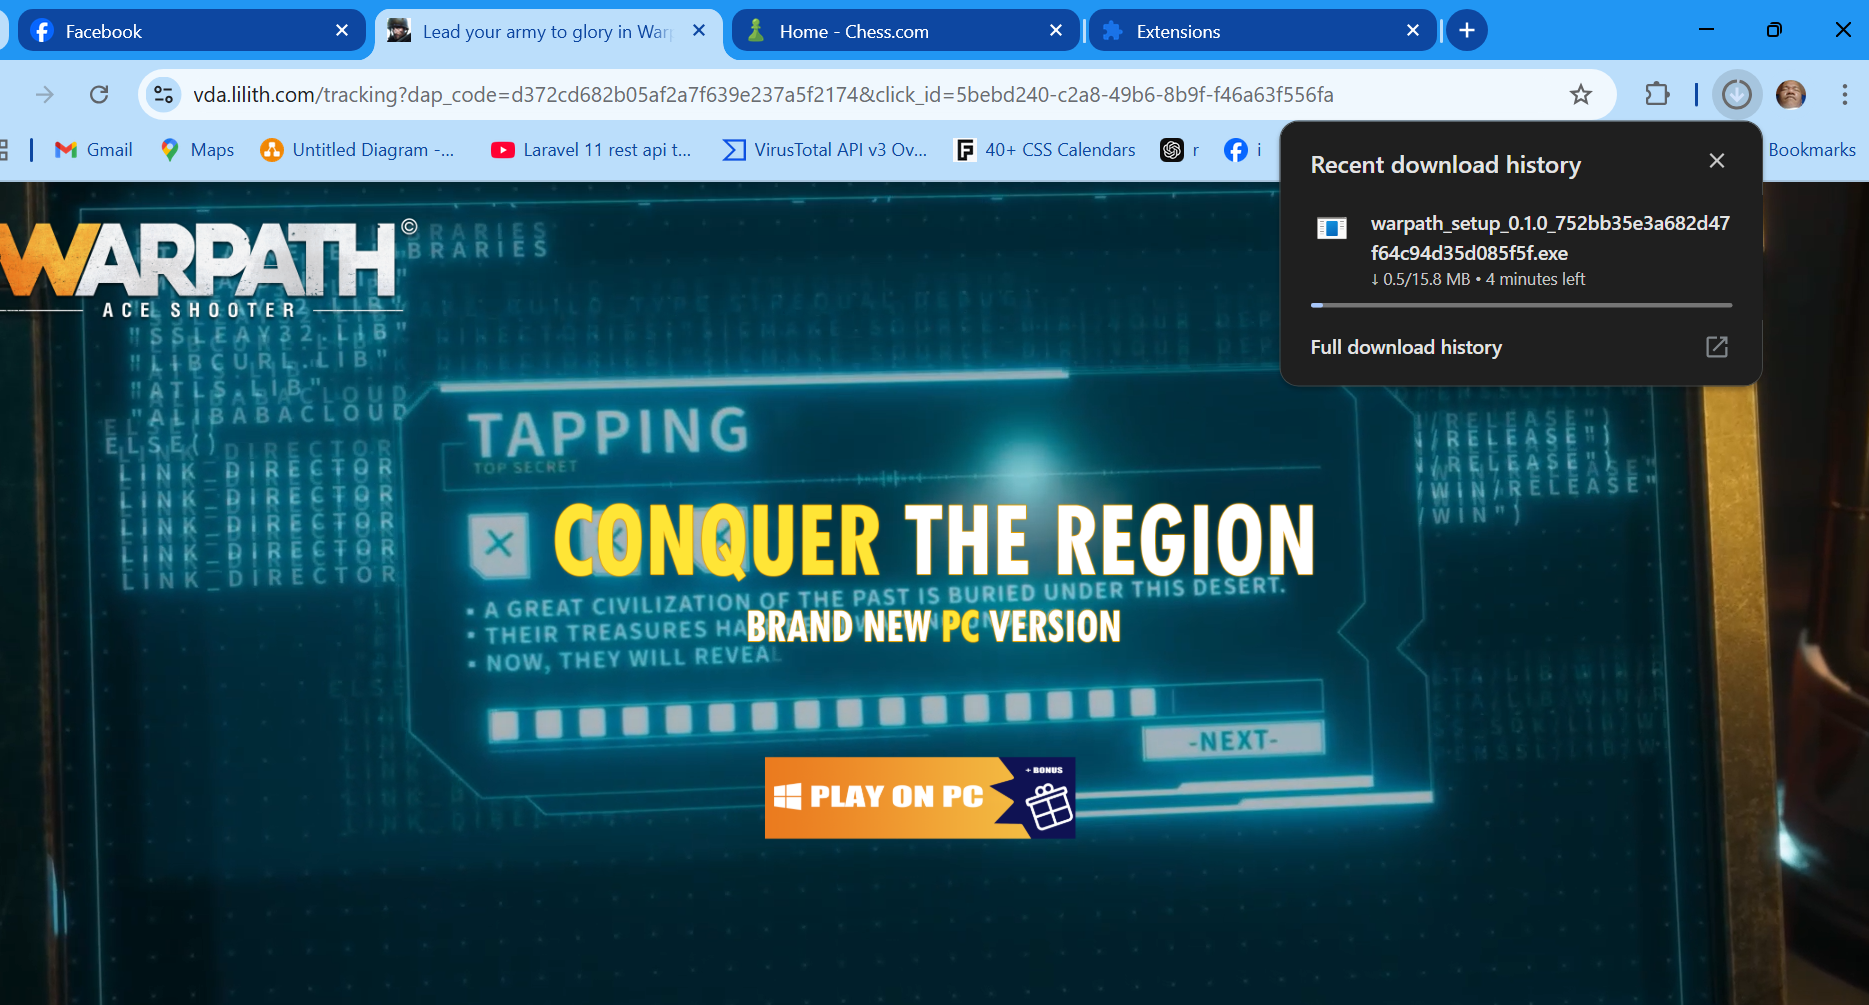 Facebook
Lead your army to glory in Warp
Home - Chess.com
Extensions
vda.lilith.com/tracking?dap_code=d372cd682b05af2a7f639e237a5f2174&click_id=5bebd240-c2a8-49b6-8b9f-f46a63f556fa
Gmail
Maps
Untitled Diagram -...
Laravel 11 rest api t...
VirusTotal API v3 Ov...
40+ CSS Calendars
r
i
Bookmarks
Recent download history
warpath_setup_0.1.0_752bb35e3a682d47
f64c94d35d085f5f.exe
↓ 0.5/15.8 MB • 4 minutes left
Full download history
WARPATH©
ACE SHOOTER
BRARIES
"SSLEAY32.LIB"
"LIBCURL.LIB"
"ATLS.LIB"
"ALIBABACLOUD
ELSE()
LINK_DIRECTOR
LINK_DIRECTOR
LINK_DIRECTOR
LINK_DIRECTOR
LINK_DIRECTOR
/RELEASE")
/RELEASE")
/WIN/RELEASE"
/WIN")
TAPPING
TOP SECRET
CONQUER THE REGION
▪ A GREAT CIVILIZATION OF THE PAST IS BURIED UNDER THIS DESERT.
▪ THEIR TREASURES
BRAND NEW PC VERSION
▪ NOW, THEY WILL REVEAL
-NEXT-
PLAY ON PC
+ BONUS